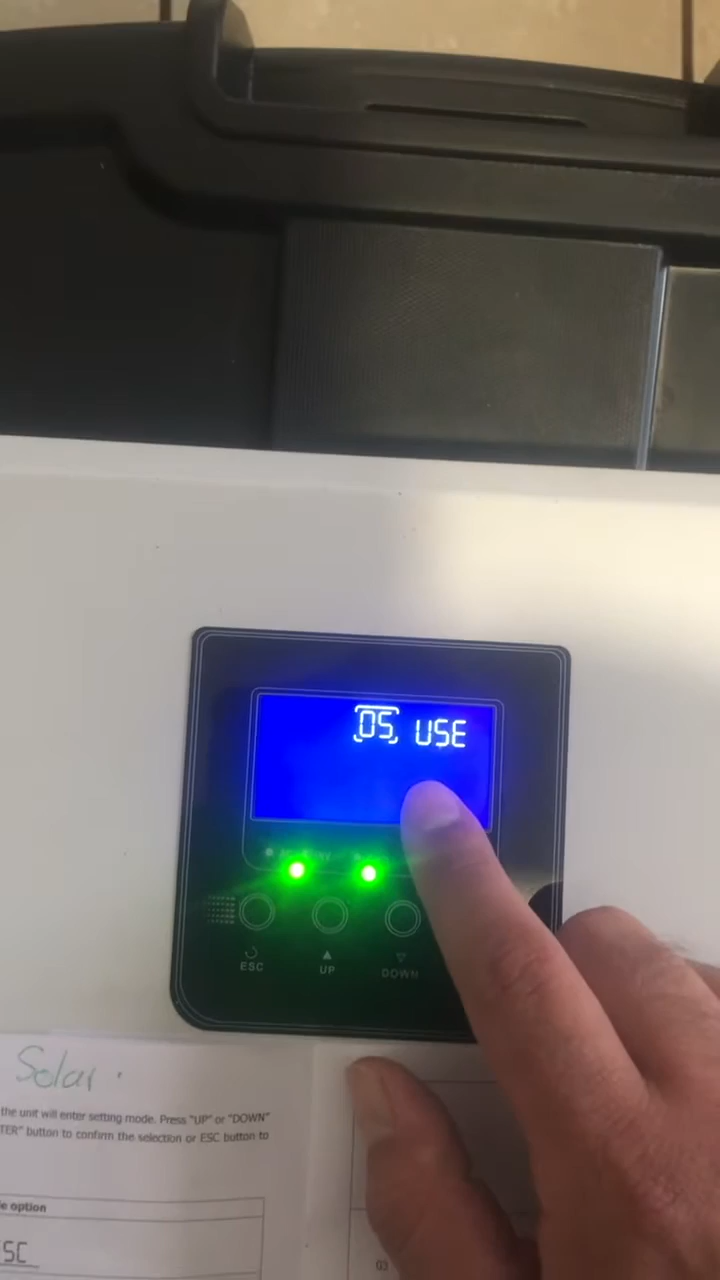 05 USE
ESC
UP
DOWN
Solar.
the unit will enter setting mode. Press "UP" or "DOWN"
TER" button to confirm the selection or ESC button to
e option
SC
03